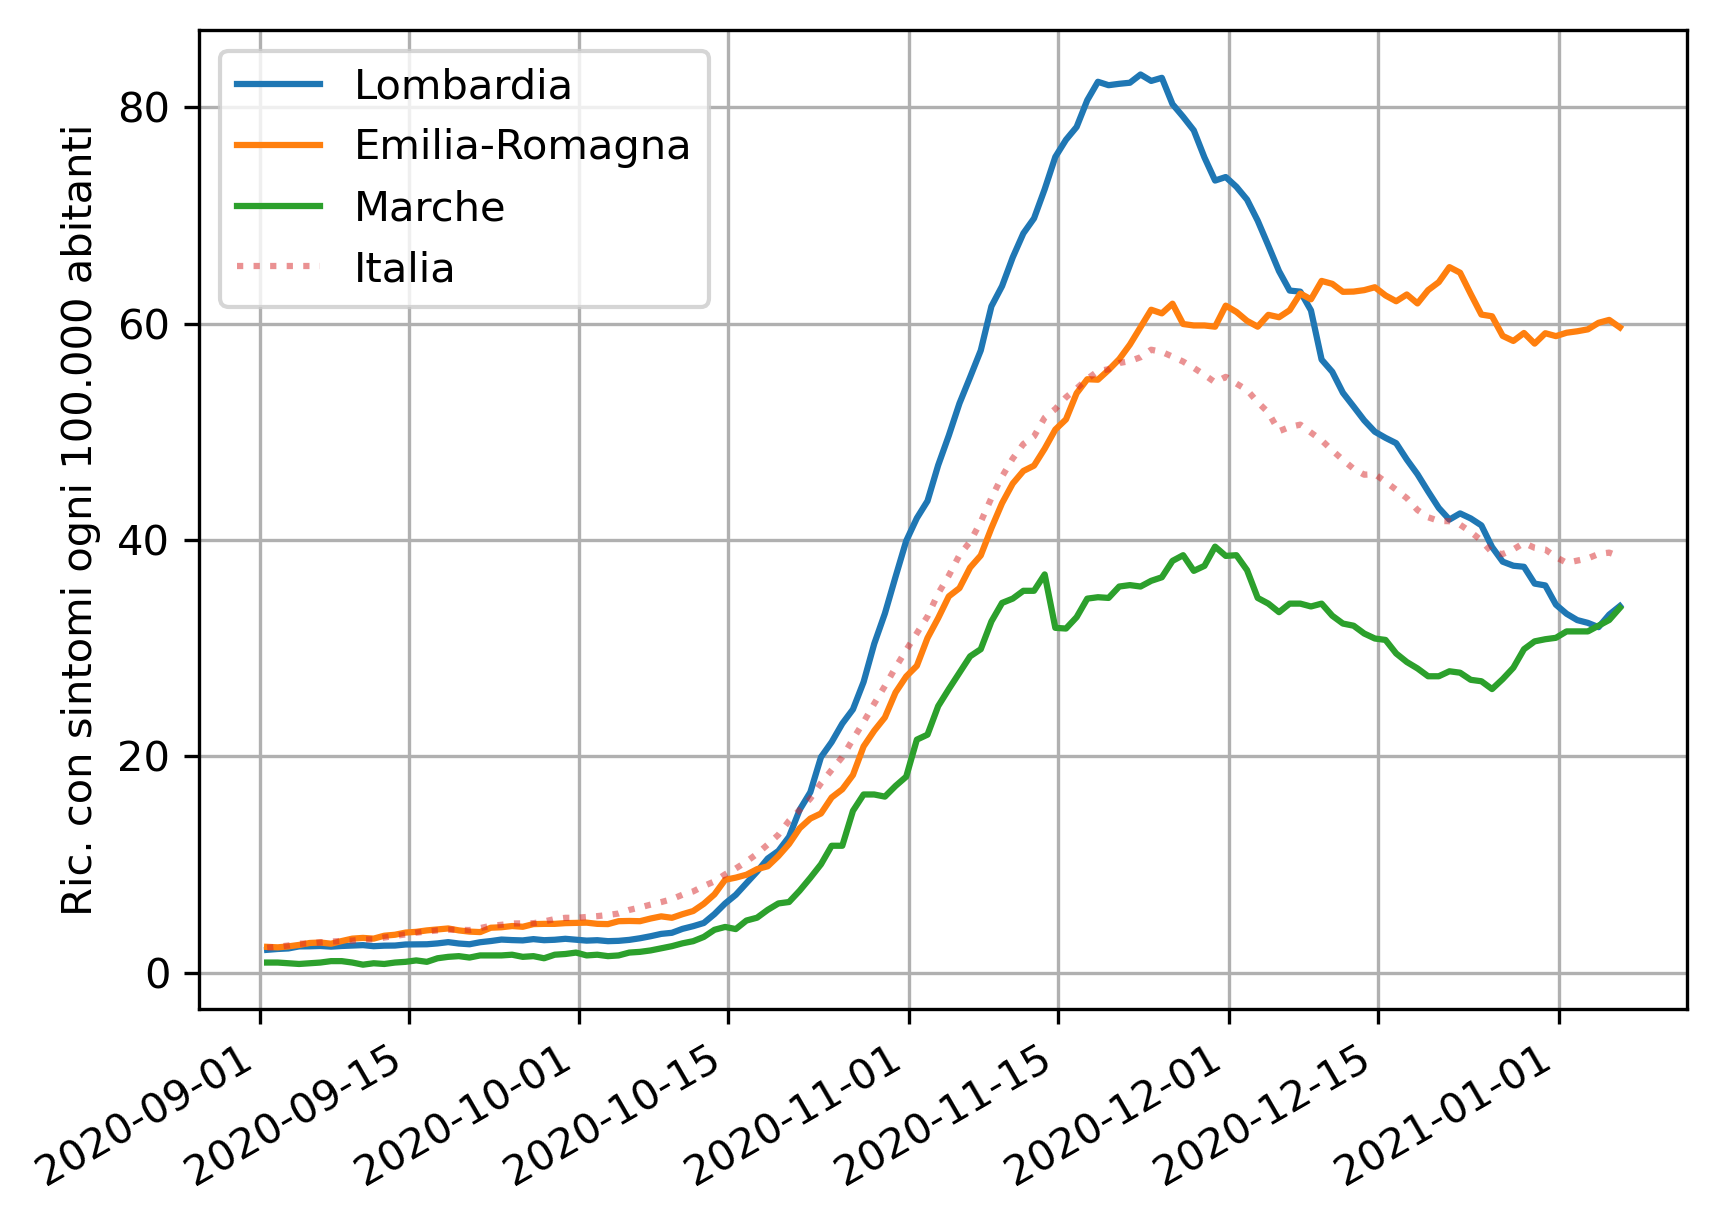 Lombardia
Emilia-Romagna
Marche
Italia
Ric. con sintomi ogni 100.000 abitanti
80
60
40
20
0
2020-09-01
2020-09-15
2020-10-01
2020-10-15
2020-11-01
2020-11-15
2020-12-01
2020-12-15
2021-01-01